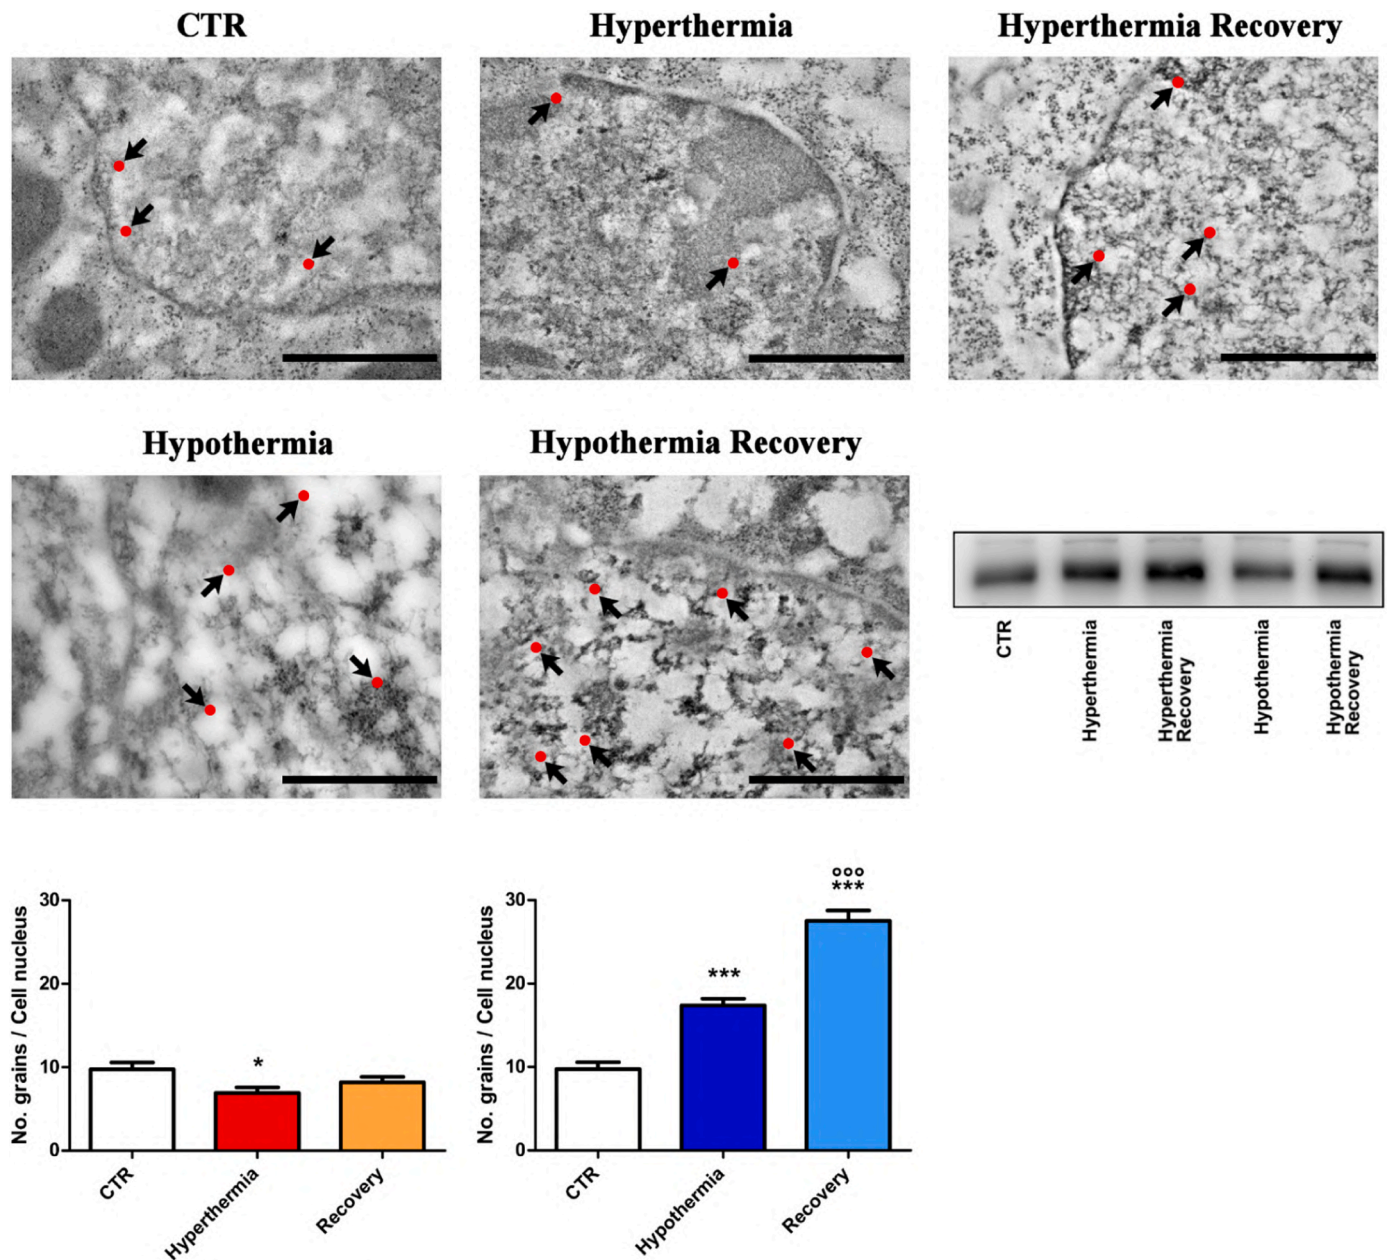 CTR
Hyperthermia
Hyperthermia Recovery
Hypothermia
Hypothermia Recovery
CTR
Hyperthermia
Hyperthermia
Recovery
Hypothermia
Hypothermia
Recovery
No. grains / Cell nucleus
30
20
10
0
*
CTR
Hyperthermia
Recovery
No. grains / Cell nucleus
30
20
10
0
***
°°°
***
CTR
Hypothermia
Recovery